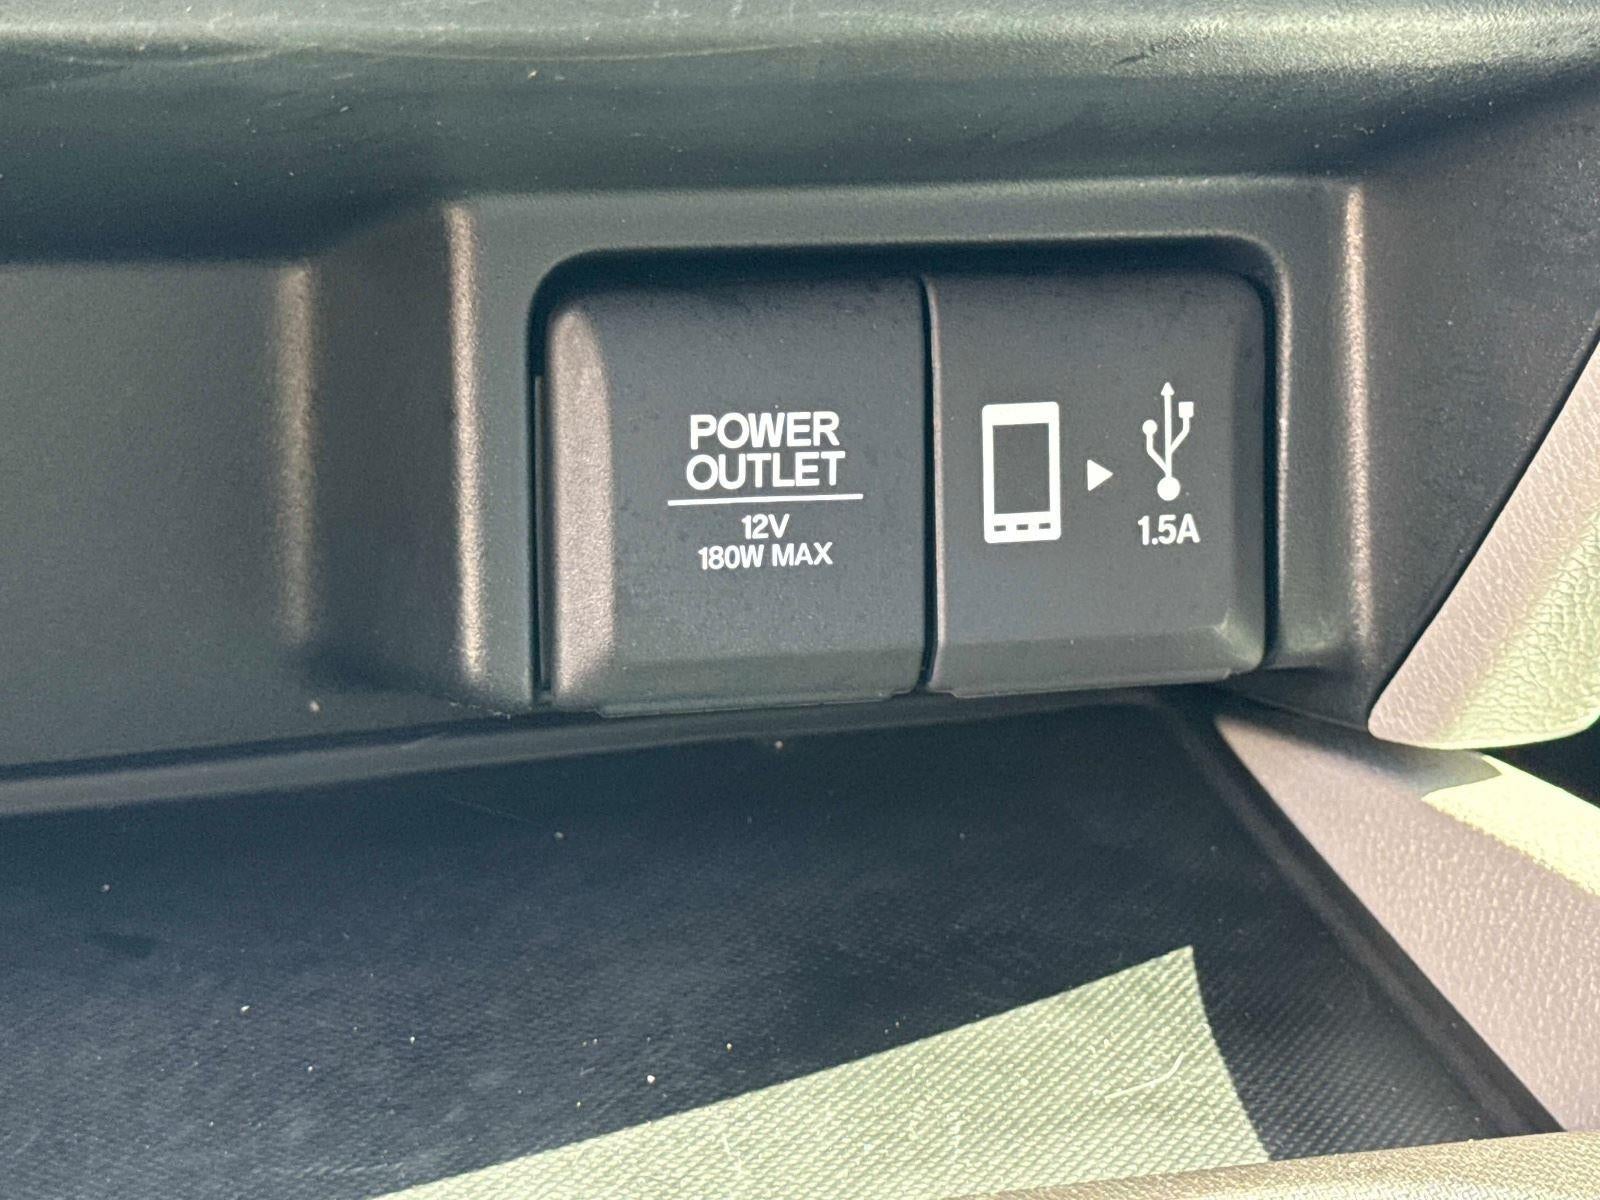 POWER
OUTLET
12V
180W MAX
1.5A